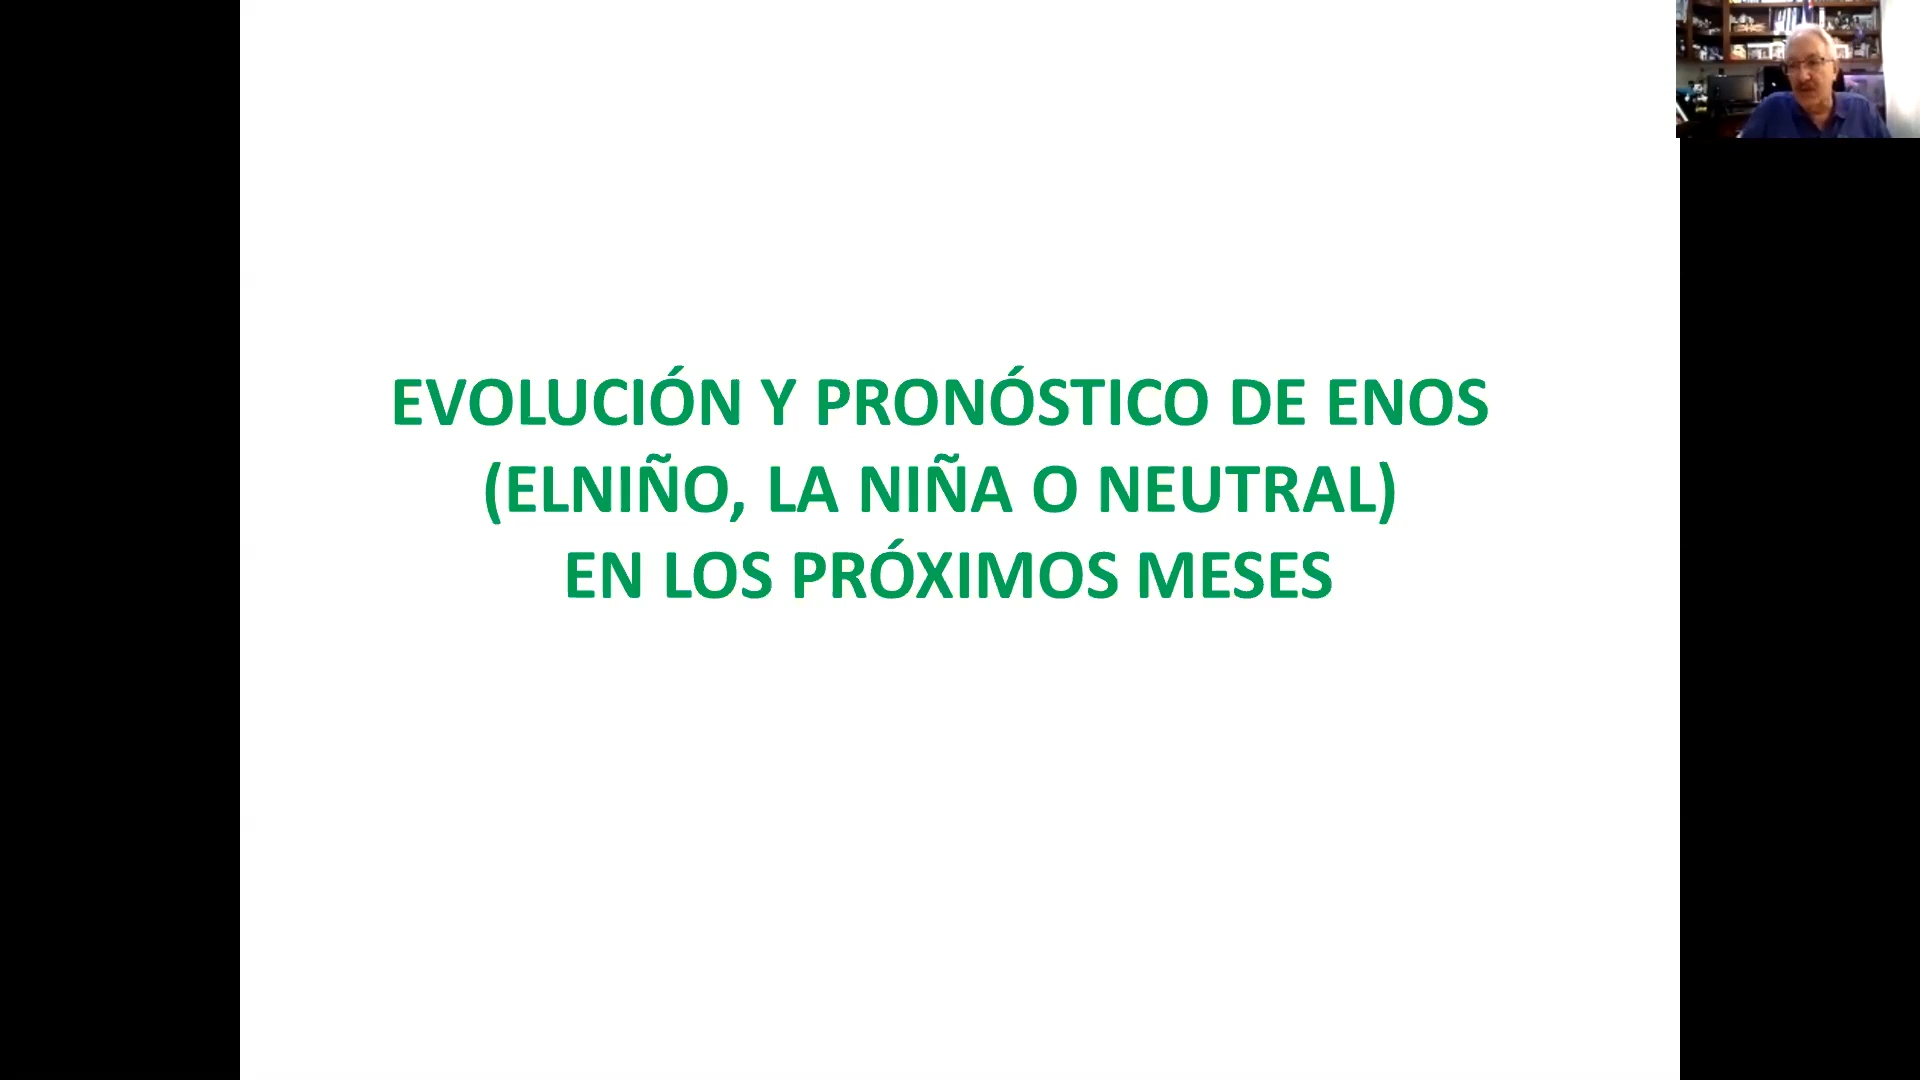 EVOLUCIÓN Y PRONÓSTICO DE ENOS
(ELNIÑO, LA NIÑA O NEUTRAL)
EN LOS PRÓXIMOS MESES